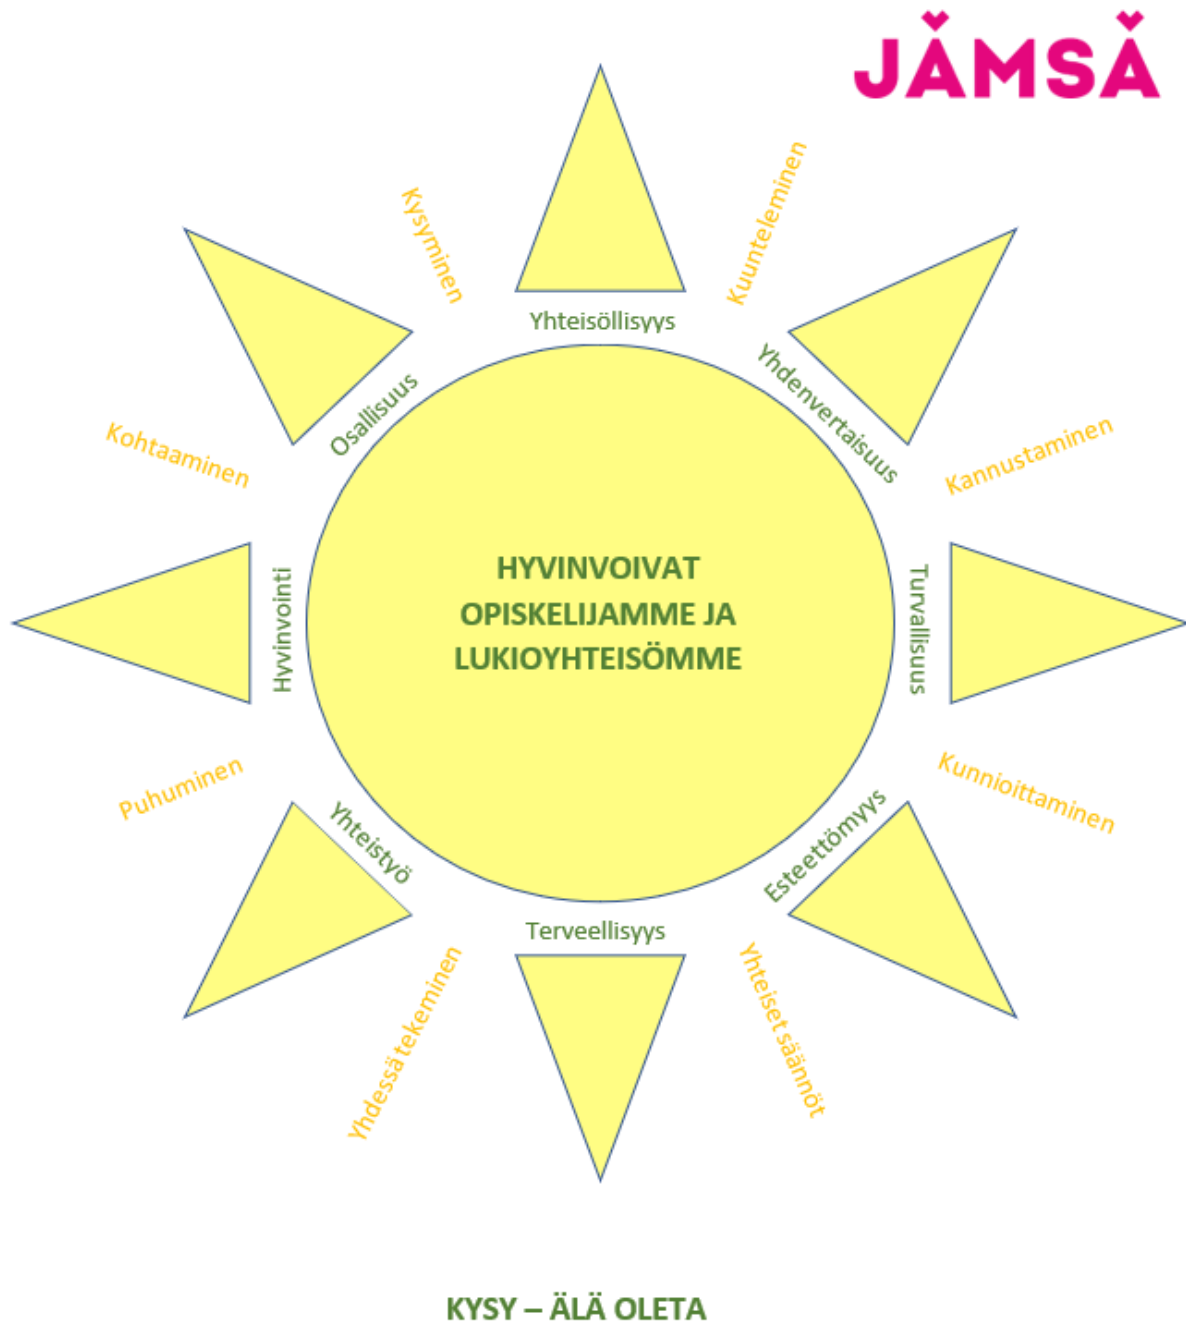 JÄMSÄ
Kysyminen
Kuunteleminen
Yhteisöllisyys
Yhdenvertaisuus
Osallisuus
Kohtaaminen
Kannustaminen
HYVINVOIVAT
OPISKELIJAMME JA
LUKIOYHTEISÖMME
Hyvinvointi
Turvallisuus
Puhuminen
Kunnioittaminen
Yhteistyö
Esteettömyys
Terveellisyys
Yhdessä tekeminen
Yhteiset säännöt
KYSY – ÄLÄ OLETA